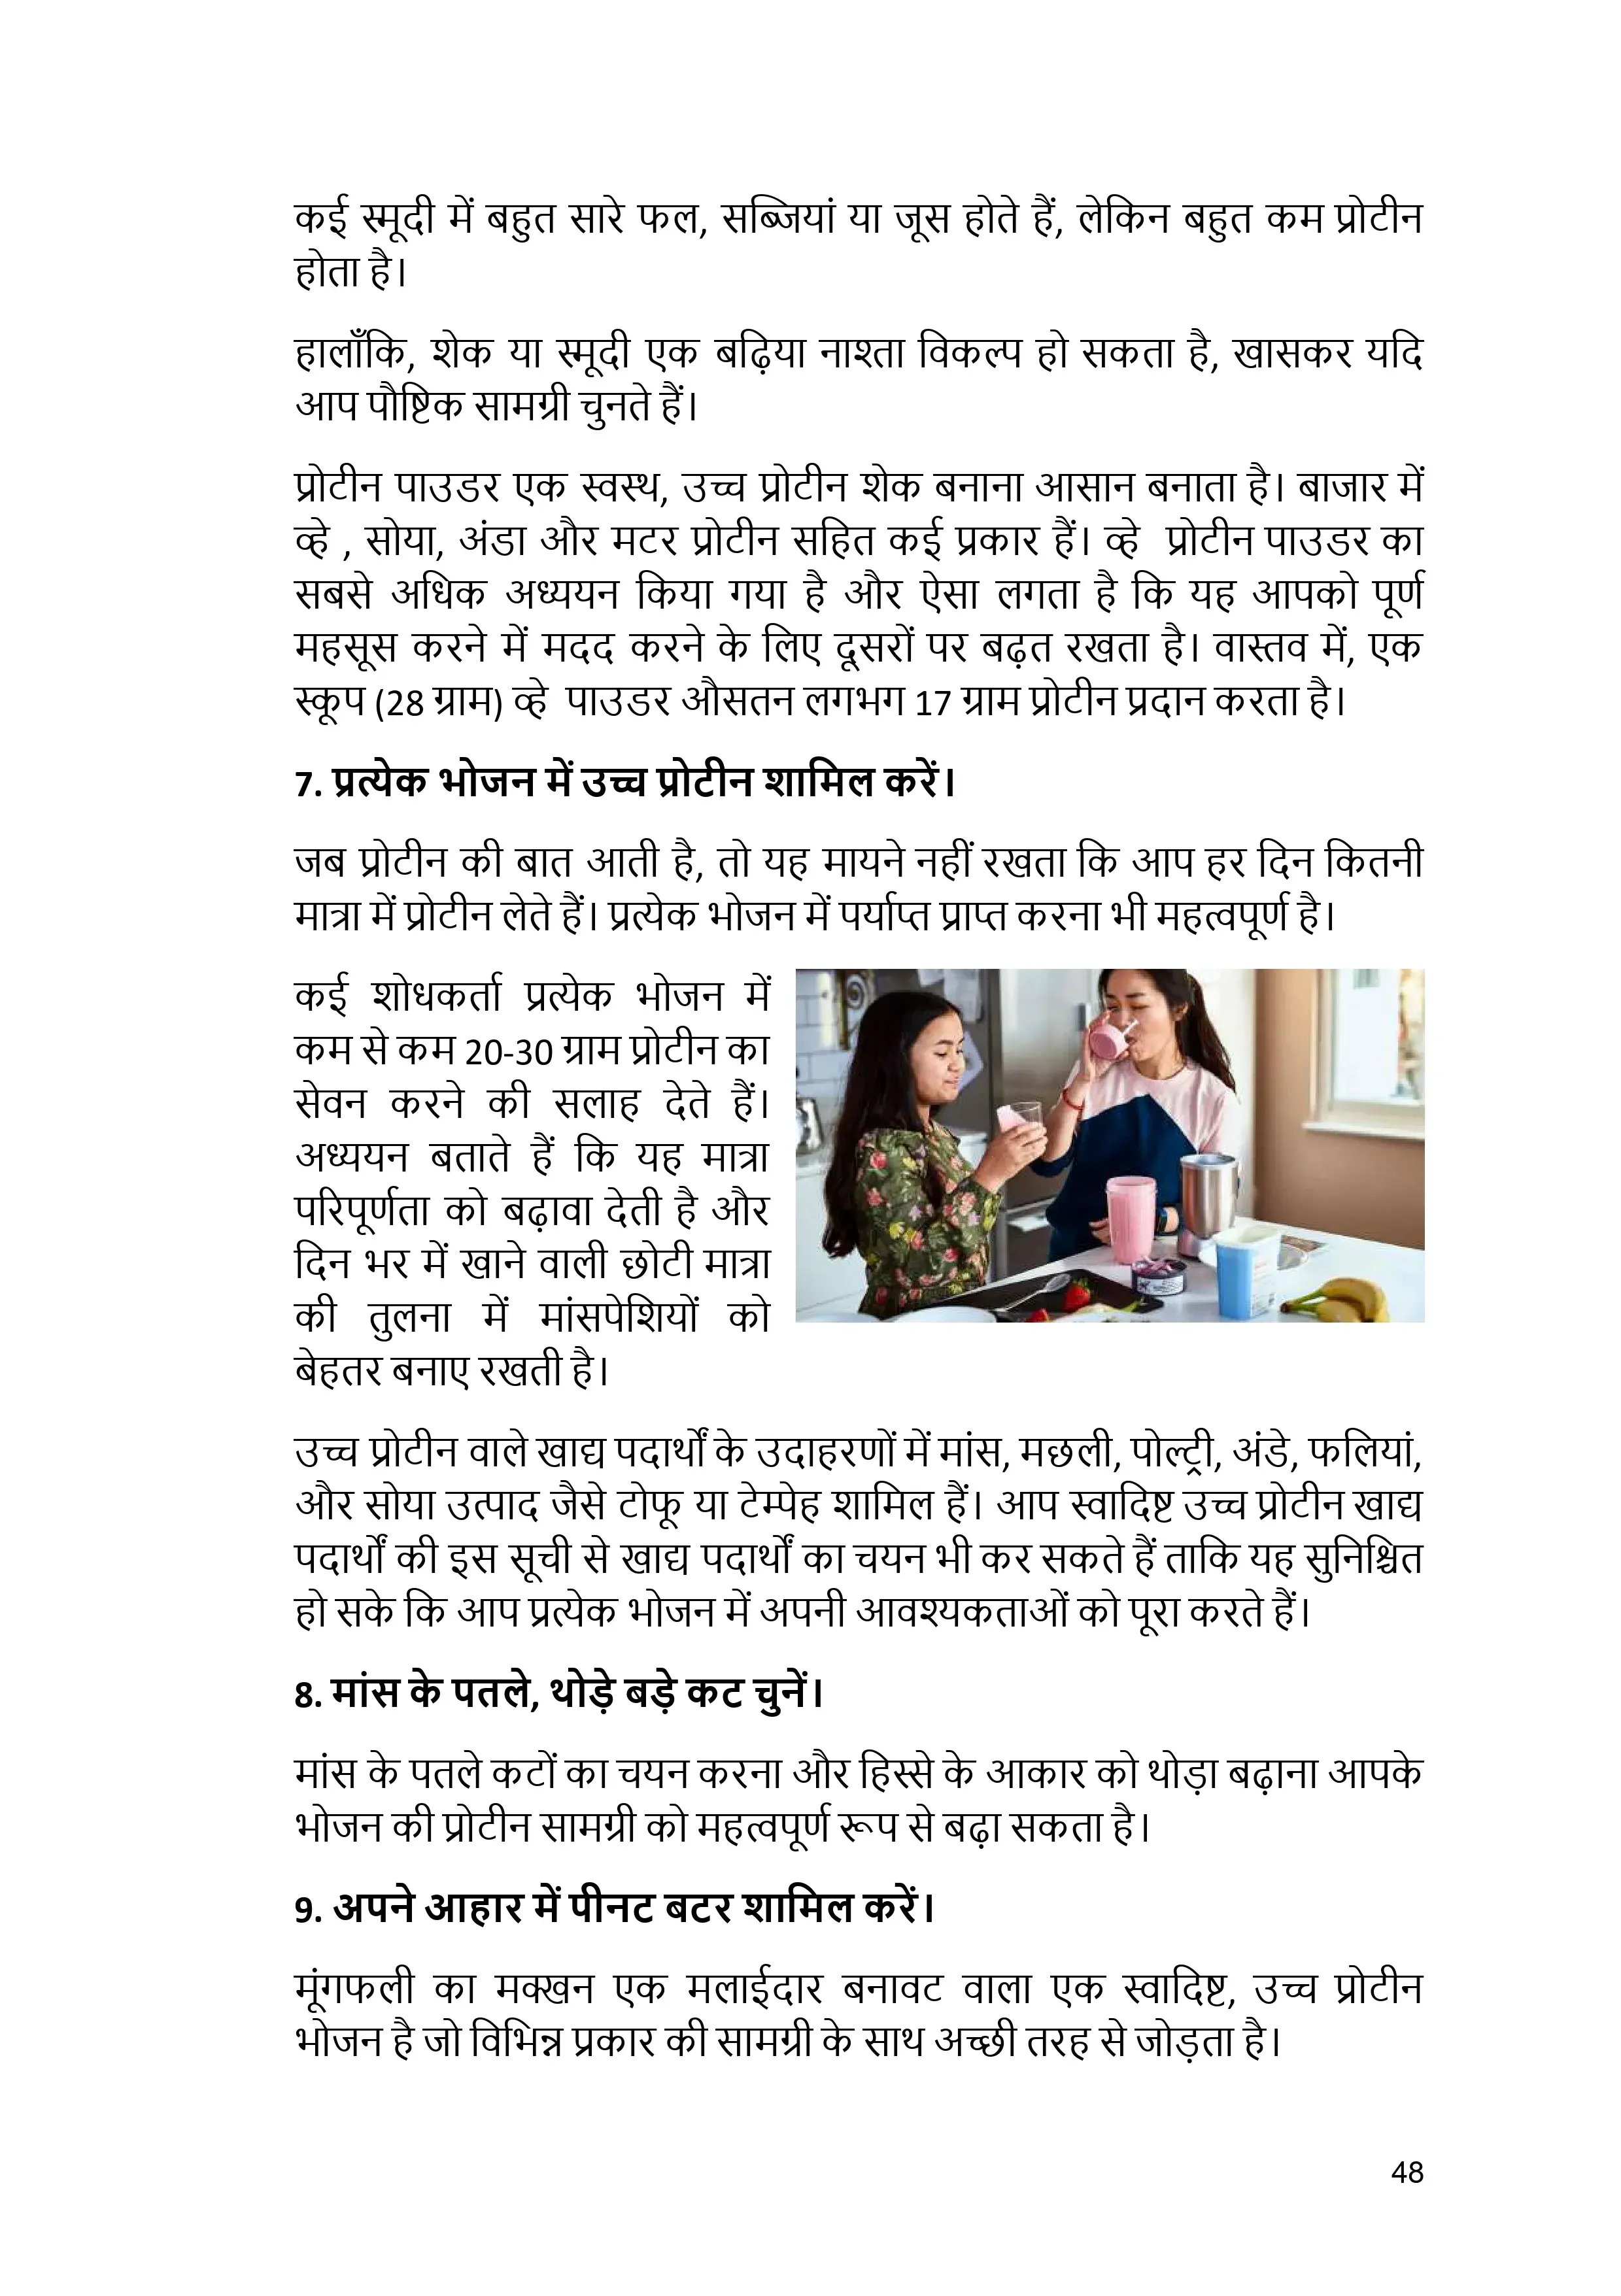 कई स्मूदी में बहुत सारे फल, सब्जियां या जूस होते हैं, लेकिन बहुत कम प्रोटीन
होता है।
हालाँकि, शेक या स्मूदी एक बढ़िया नाश्ता विकल्प हो सकता है, खासकर यदि
आप पौष्टिक सामग्री चुनते हैं।
प्रोटीन पाउडर एक स्वस्थ, उच्च प्रोटीन शेक बनाना आसान बनाता है। बाजार में
व्हे , सोया, अंडा और मटर प्रोटीन सहित कई प्रकार हैं। व्हे प्रोटीन पाउडर का
सबसे अधिक अध्ययन किया गया है और ऐसा लगता है कि यह आपको पूर्ण
महसूस करने में मदद करने के लिए दूसरों पर बढ़त रखता है। वास्तव में, एक
स्कूप (28 ग्राम) व्हे पाउडर औसतन लगभग 17 ग्राम प्रोटीन प्रदान करता है।
7. प्रत्येक भोजन में उच्च प्रोटीन शामिल करें।
जब प्रोटीन की बात आती है, तो यह मायने नहीं रखता कि आप हर दिन कितनी
मात्रा में प्रोटीन लेते हैं। प्रत्येक भोजन में पर्याप्त प्राप्त करना भी महत्वपूर्ण है।
कई शोधकर्ता प्रत्येक भोजन में
कम से कम 20-30 ग्राम प्रोटीन का
सेवन करने की सलाह देते हैं।
अध्ययन बताते हैं कि यह मात्रा
परिपूर्णता को बढ़ावा देती है और
दिन भर में खाने वाली छोटी मात्रा
की तुलना में मांसपेशियों को
बेहतर बनाए रखती है।
उच्च प्रोटीन वाले खाद्य पदार्थों के उदाहरणों में मांस, मछली, पोल्ट्री, अंडे, फलियां,
और सोया उत्पाद जैसे टोफू या टेम्पेह शामिल हैं। आप स्वादिष्ट उच्च प्रोटीन खाद्य
पदार्थों की इस सूची से खाद्य पदार्थों का चयन भी कर सकते हैं ताकि यह सुनिश्चित
हो सके कि आप प्रत्येक भोजन में अपनी आवश्यकताओं को पूरा करते हैं।
8. मांस के पतले, थोड़े बड़े कट चुनें।
मांस के पतले कटों का चयन करना और हिस्से के आकार को थोड़ा बढ़ाना आपके
भोजन की प्रोटीन सामग्री को महत्वपूर्ण रूप से बढ़ा सकता है।
9. अपने आहार में पीनट बटर शामिल करें।
मूंगफली का मक्खन एक मलाईदार बनावट वाला एक स्वादिष्ट, उच्च प्रोटीन
भोजन है जो विभिन्न प्रकार की सामग्री के साथ अच्छी तरह से जोड़ता है।
48